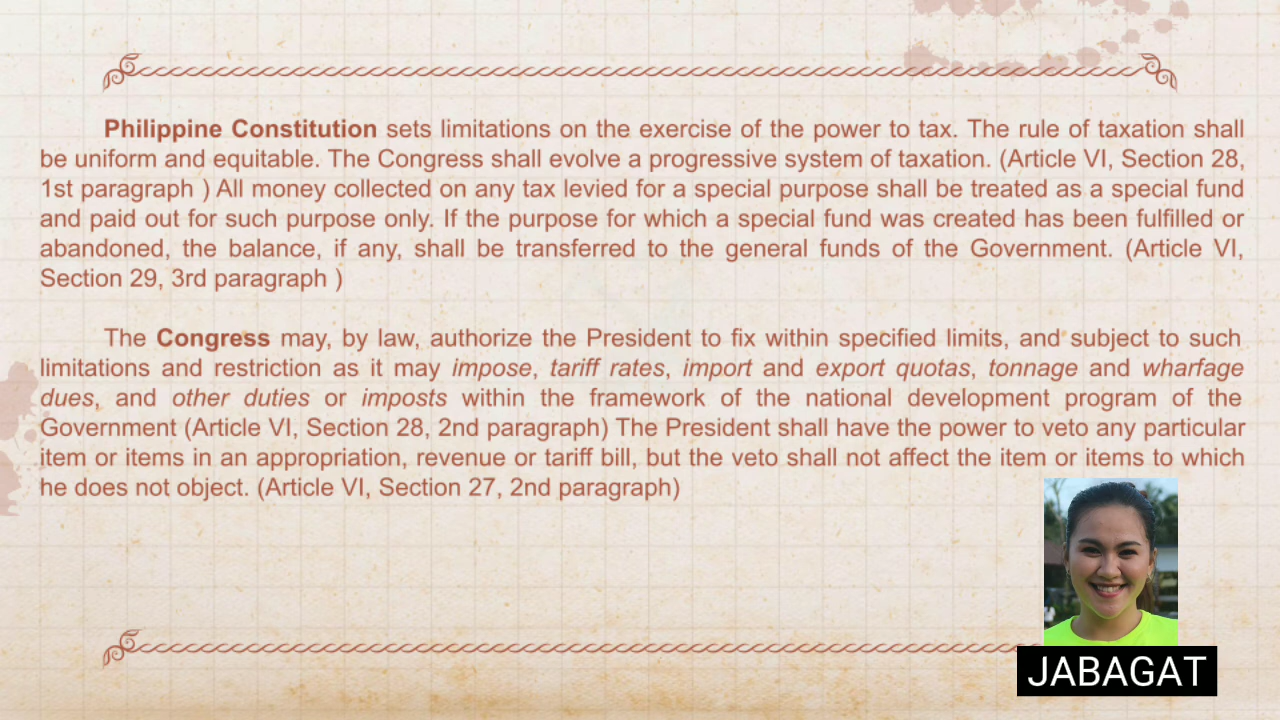 Philippine Constitution sets limitations on the exercise of the power to tax. The rule of taxation shall
be uniform and equitable. The Congress shall evolve a progressive system of taxation. (Article VI, Section 28,
1st paragraph ) All money collected on any tax levied for a special purpose shall be treated as a special fund
and paid out for such purpose only. If the purpose for which a special fund was created has been fulfilled or
abandoned, the balance, if any, shall be transferred to the general funds of the Government. (Article VI,
Section 29, 3rd paragraph )
The Congress may, by law, authorize the President to fix within specified limits, and subject to such
limitations and restriction as it may impose, tariff rates, import and export quotas, tonnage and wharfage
dues, and other duties or imposts within the framework of the national development program of the
Government (Article VI, Section 28, 2nd paragraph) The President shall have the power to veto any particular
item or items in an appropriation, revenue or tariff bill, but the veto shall not affect the item or items to which
he does not object. (Article VI, Section 27, 2nd paragraph)
JABAGAT